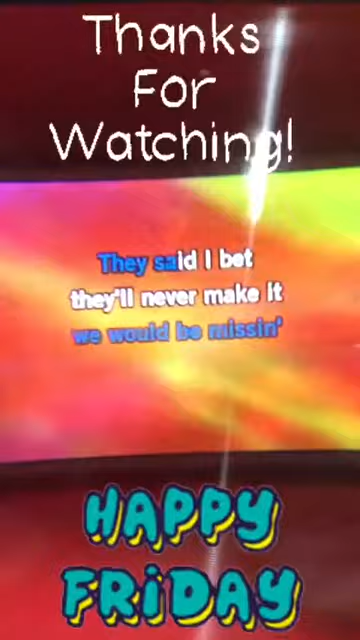 Thanks
For
Watching!
They said I bet
they'll never make it
we would be missin'
HAPPY
FRiDAY